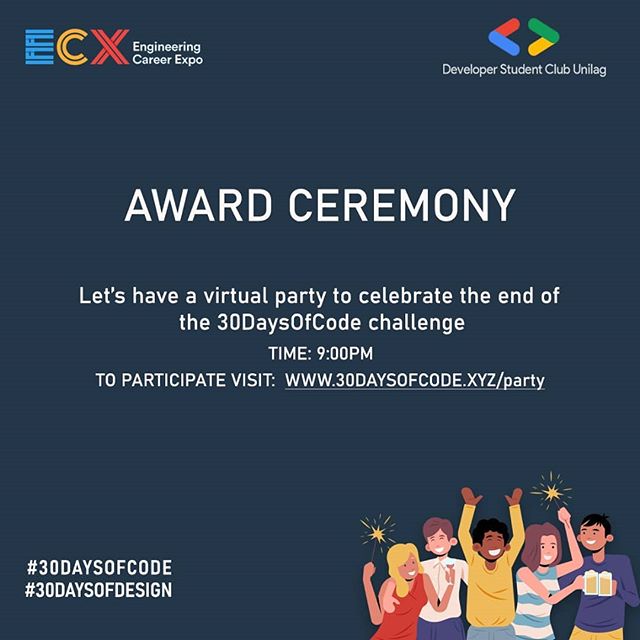 ECX Engineering
Career Expo
Developer Student Club Unilag
AWARD CEREMONY
Let's have a virtual party to celebrate the end of
the 30DaysOfCode challenge
TIME: 9:00PM
TO PARTICIPATE VISIT: WWW.30DAYSOFCODE.XYZ/party
#30DAYSOFCODE
#30DAYSOFDESIGN